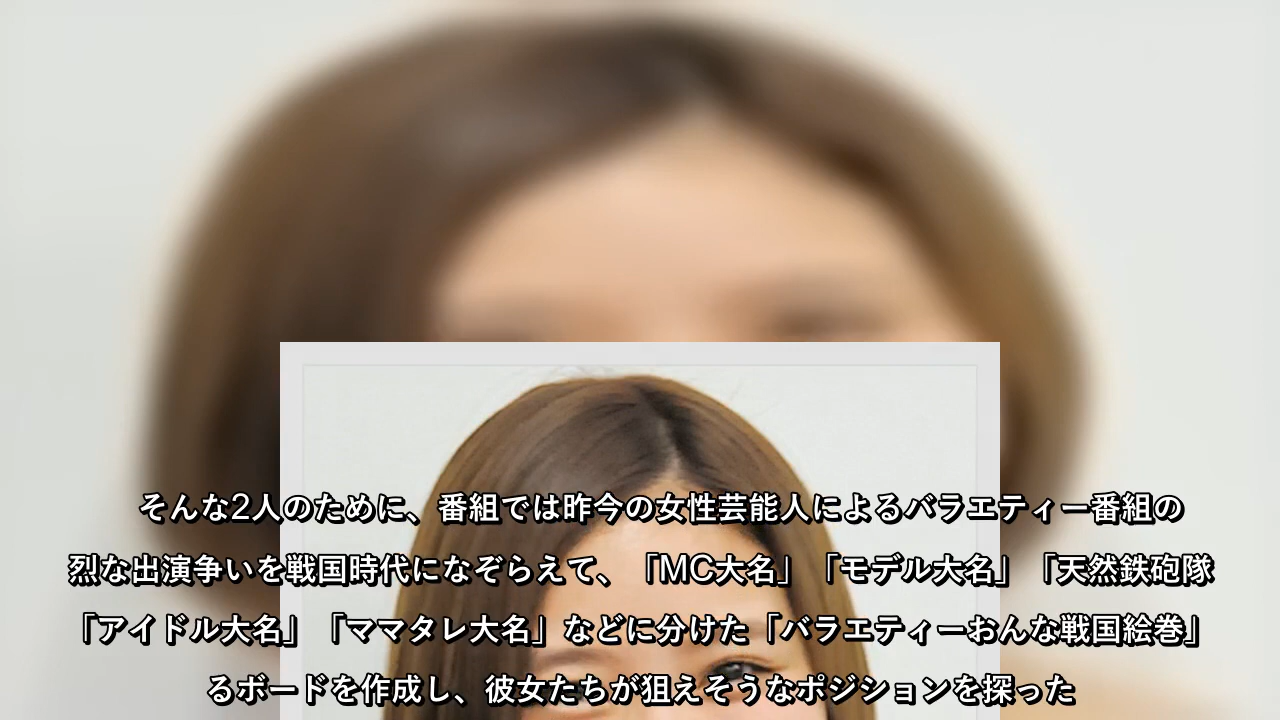 そんな2人のために、番組では昨今の女性芸能人によるバラエティー番組の
烈な出演争いを戦国時代になぞらえて、「MC大名」「モデル大名」「天然鉄砲隊
「アイドル大名」「ママタレ大名」などに分けた「バラエティーおんな戦国絵巻」
るボードを作成し、彼女たちが狙えそうなポジションを探った